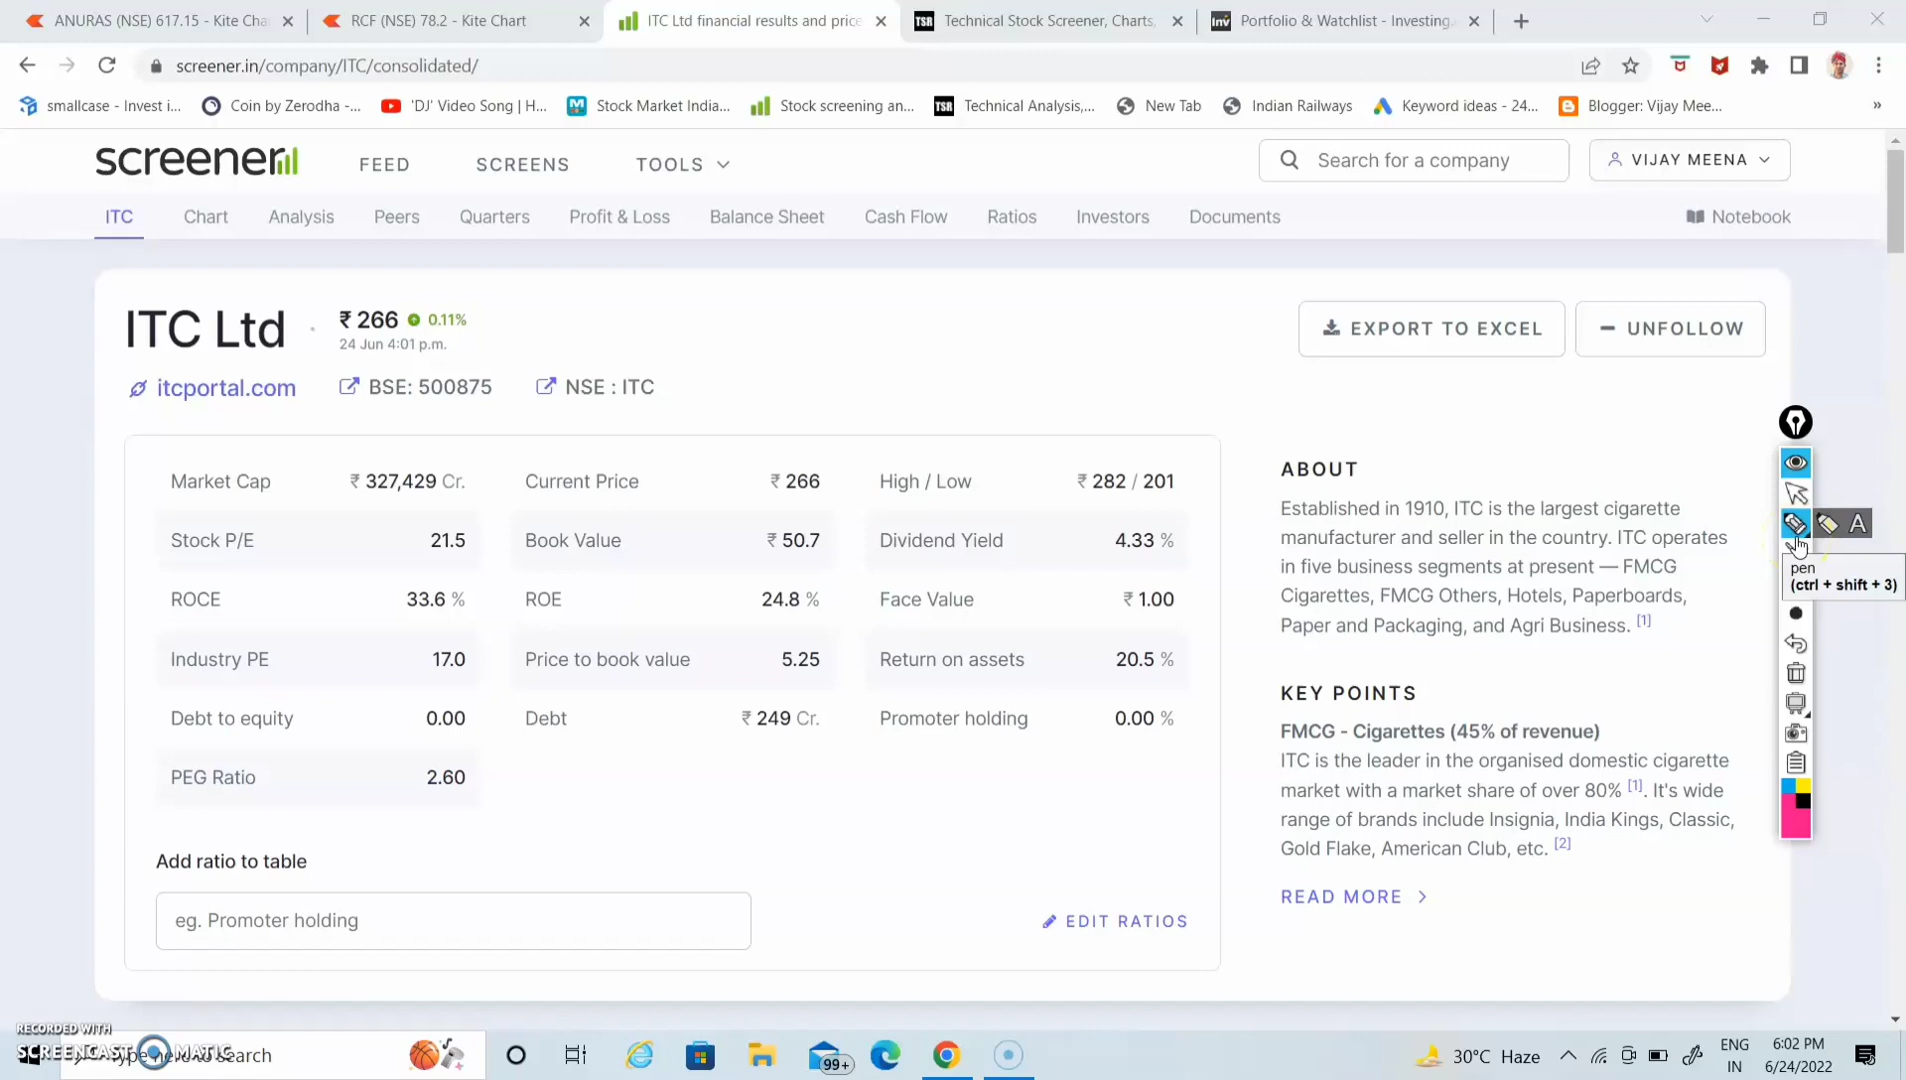 ANURAS (NSE) 617.15 - Kite Cha
RCF (NSE) 78.2 - Kite Chart
ITC Ltd financial results and price
TSR Technical Stock Screener, Charts,
Inv Portfolio & Watchlist - Investing.
screener.in/company/ITC/consolidated/
smallcase - Invest i...
Coin by Zerodha -...
'DJ' Video Song | H...
Stock Market India...
Stock screening an...
TSR Technical Analysis,...
New Tab
Indian Railways
Keyword ideas - 24...
Blogger: Vijay Mee...
»
screener
FEED
SCREENS
TOOLS
Search for a company
VIJAY MEENA
ITC
Chart
Analysis
Peers
Quarters
Profit & Loss
Balance Sheet
Cash Flow
Ratios
Investors
Documents
Notebook
ITC Ltd
₹ 266 0.11%
24 Jun 4:01 p.m.
EXPORT TO EXCEL
UNFOLLOW
itcportal.com
BSE: 500875
NSE : ITC
Market Cap ₹ 327,429 Cr.
Current Price ₹ 266
High / Low ₹ 282 / 201
Stock P/E 21.5
Book Value ₹ 50.7
Dividend Yield 4.33 %
ROCE 33.6 %
ROE 24.8 %
Face Value ₹ 1.00
Industry PE 17.0
Price to book value 5.25
Return on assets 20.5 %
Debt to equity 0.00
Debt ₹ 249 Cr.
Promoter holding 0.00 %
PEG Ratio 2.60
Add ratio to table
eg. Promoter holding
EDIT RATIOS
ABOUT
Established in 1910, ITC is the largest cigarette
manufacturer and seller in the country. ITC operates
in five business segments at present — FMCG
Cigarettes, FMCG Others, Hotels, Paperboards,
Paper and Packaging, and Agri Business. [1]
KEY POINTS
FMCG - Cigarettes (45% of revenue)
ITC is the leader in the organised domestic cigarette
market with a market share of over 80% [1]. It's wide
range of brands include Insignia, India Kings, Classic,
Gold Flake, American Club, etc. [2]
READ MORE
A
pen
(ctrl + shift + 3)
RECORDED WITH
SCREENCAST MATIC
Type here to search
99+
30°C Haze
ENG
IN
6:02 PM
6/24/2022